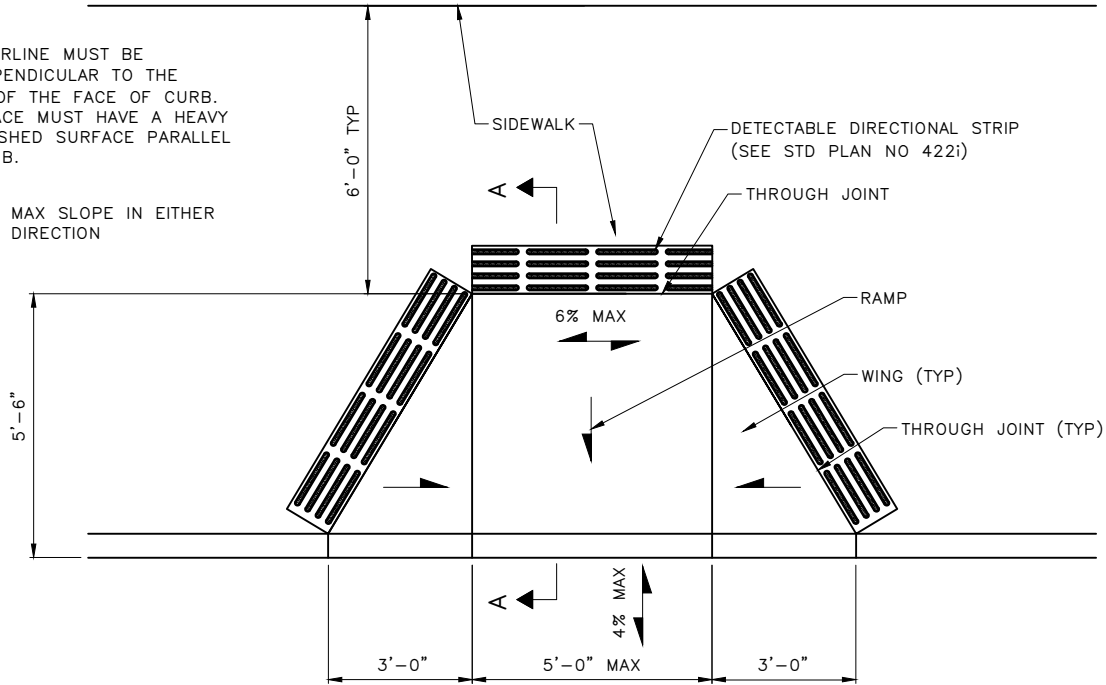 RLINE MUST BE
PENDICULAR TO THE
OF THE FACE OF CURB.
ACE MUST HAVE A HEAVY
SHED SURFACE PARALLEL
B.
MAX SLOPE IN EITHER
DIRECTION
6'-0" TYP
SIDEWALK
DETECTABLE DIRECTIONAL STRIP
(SEE STD PLAN NO 422i)
A
THROUGH JOINT
6% MAX
RAMP
WING (TYP)
THROUGH JOINT (TYP)
5'-6"
A
4% MAX
3'-0"
5'-0" MAX
3'-0"